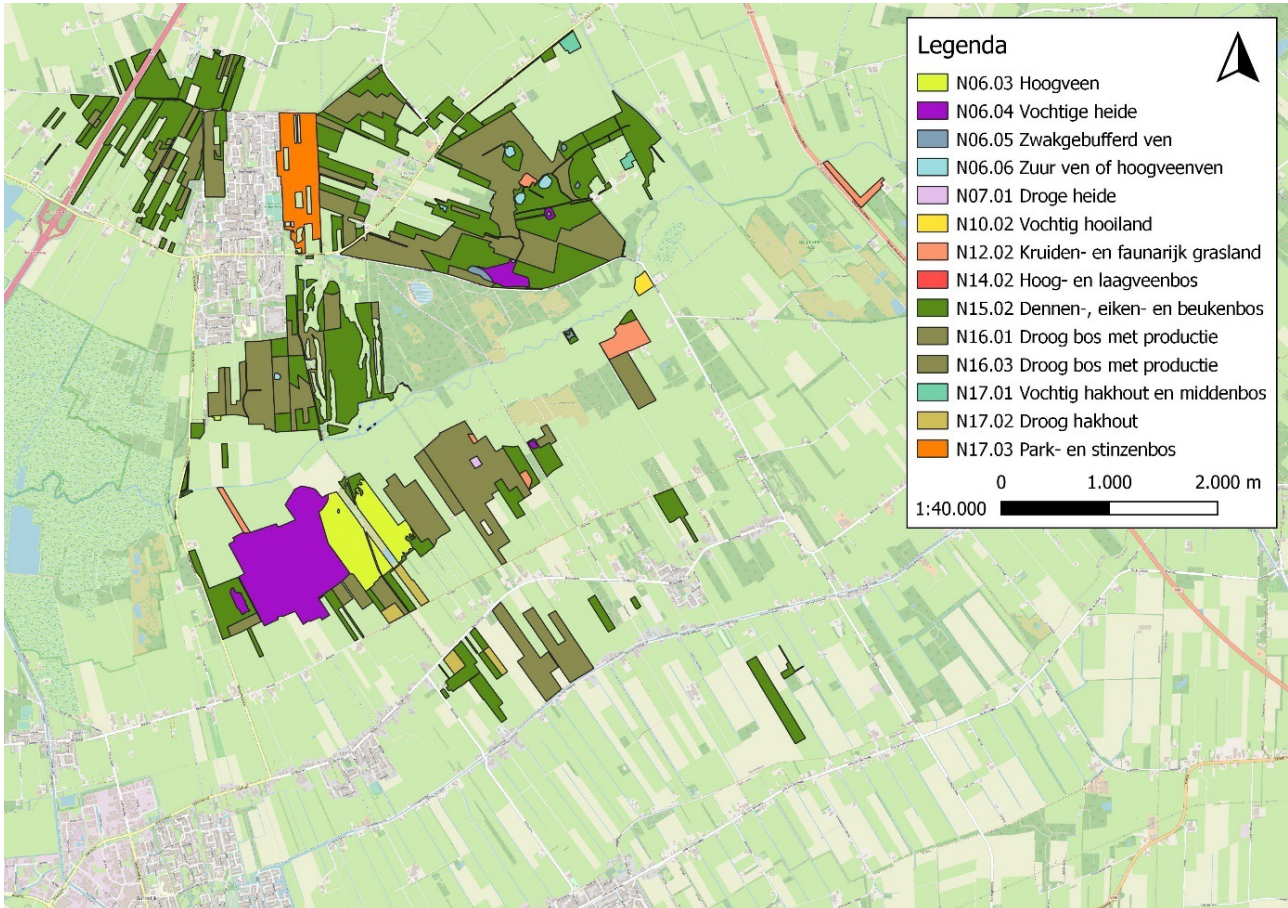 Legenda
N06.03 Hoogveen
N06.04 Vochtige heide
N06.05 Zwakgebufferd ven
N06.06 Zuur ven of hoogveenven
N07.01 Droge heide
N10.02 Vochtig hooiland
N12.02 Kruiden- en faunarijk grasland
N14.02 Hoog- en laagveenbos
N15.02 Dennen-, eiken- en beukenbos
N16.01 Droog bos met productie
N16.03 Droog bos met productie
N17.01 Vochtig hakhout en middenbos
N17.02 Droog hakhout
N17.03 Park- en stinzenbos
0 1.000 2.000 m
1:40.000